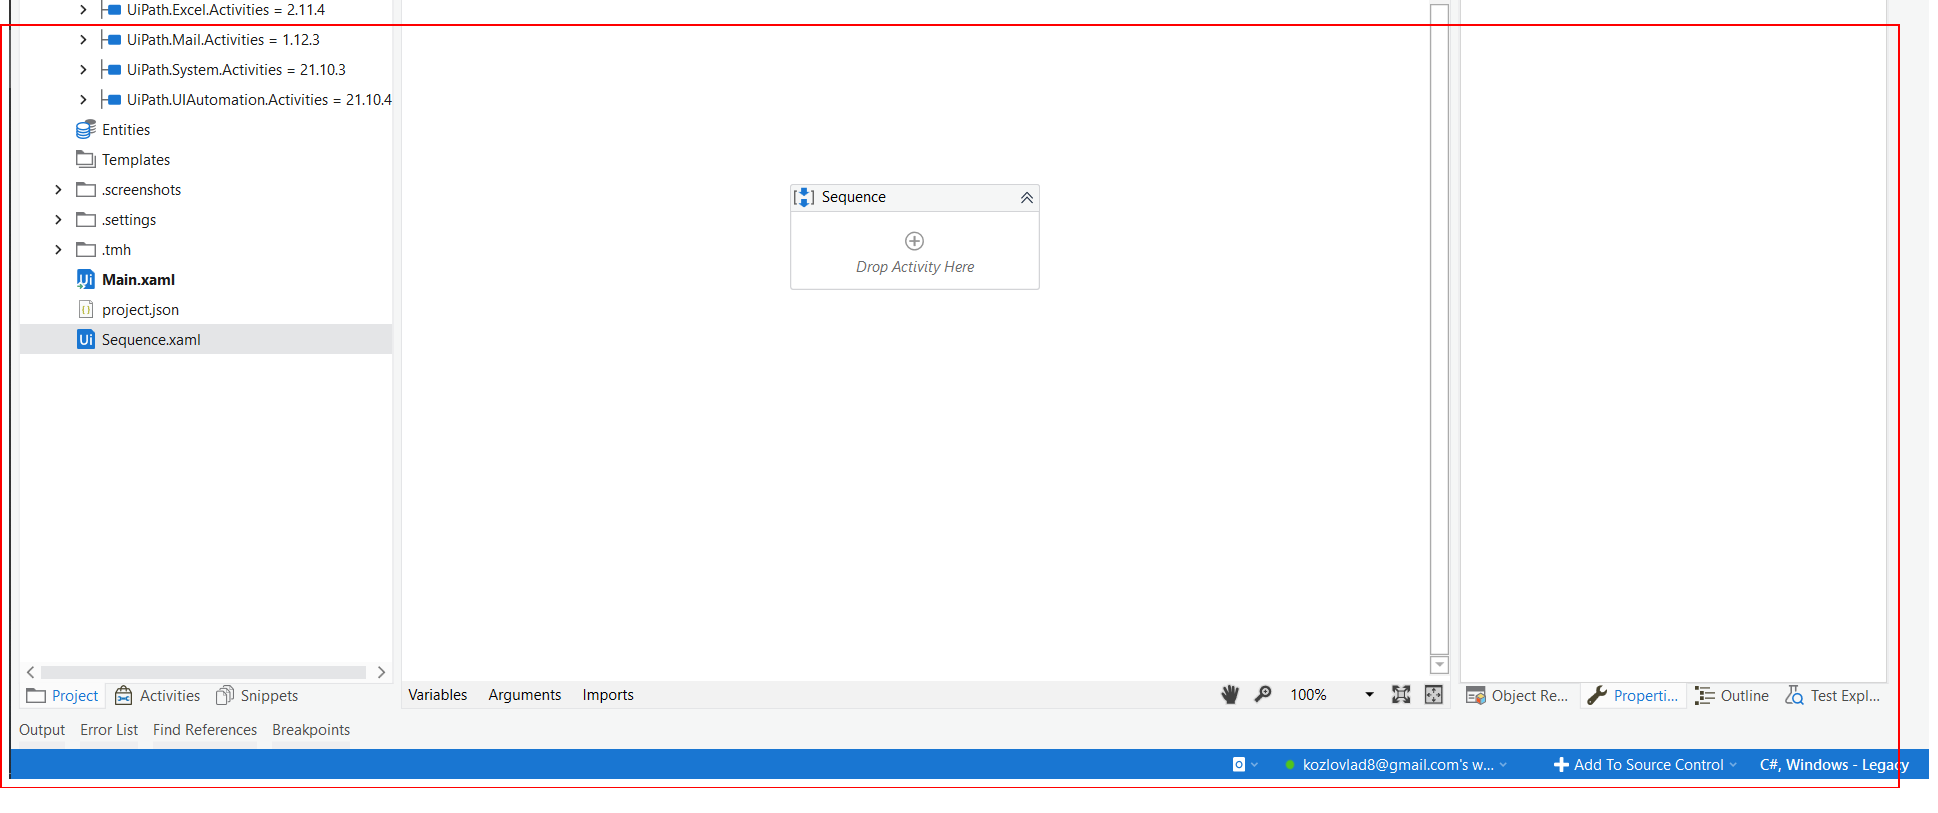 UiPath.Excel.Activities = 2.11.4
UiPath.Mail.Activities = 1.12.3
UiPath.System.Activities = 21.10.3
UiPath.UIAutomation.Activities = 21.10.4
Entities
Templates
.screenshots
.settings
.tmh
Main.xaml
project.json
Sequence.xaml
Sequence
Drop Activity Here
Project Activities Snippets
Variables Arguments Imports
100%
Object Re... Properti... Outline Test Expl...
Output Error List Find References Breakpoints
kozlovlad8@gmail.com's w... Add To Source Control C#, Windows - Legacy